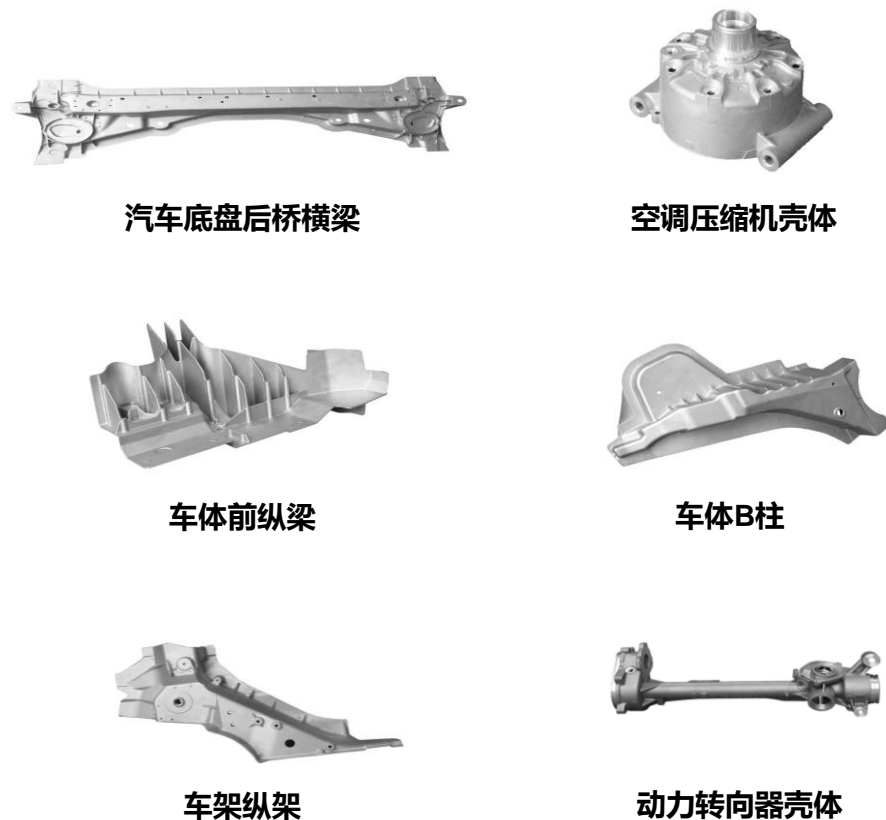 汽车底盘后桥横梁
空调压缩机壳体
车体前纵梁
车体B柱
车架纵架
动力转向器壳体